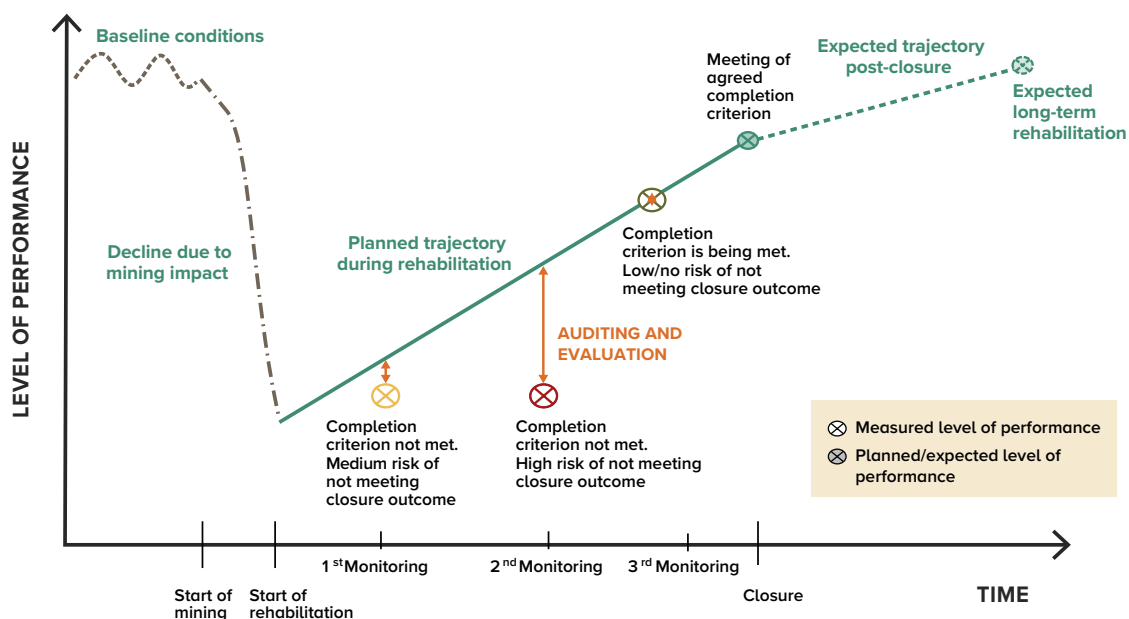 Baseline conditions
Expected trajectory
post-closure
Meeting of
agreed
completion
criterion
Expected
long-term
rehabilitation
LEVEL OF PERFORMANCE
Decline due to
mining impact
Planned trajectory
during rehabilitation
Completion
criterion is being met.
Low/no risk of not
meeting closure outcome
AUDITING AND
EVALUATION
Completion
criterion not met.
Medium risk of
not meeting
closure outcome
Completion
criterion not met.
High risk of not meeting
closure outcome
Measured level of performance
Planned/expected level of
performance
1st Monitoring
2nd Monitoring
3rd Monitoring
Start of
mining
Start of
rehabilitation
Closure
TIME